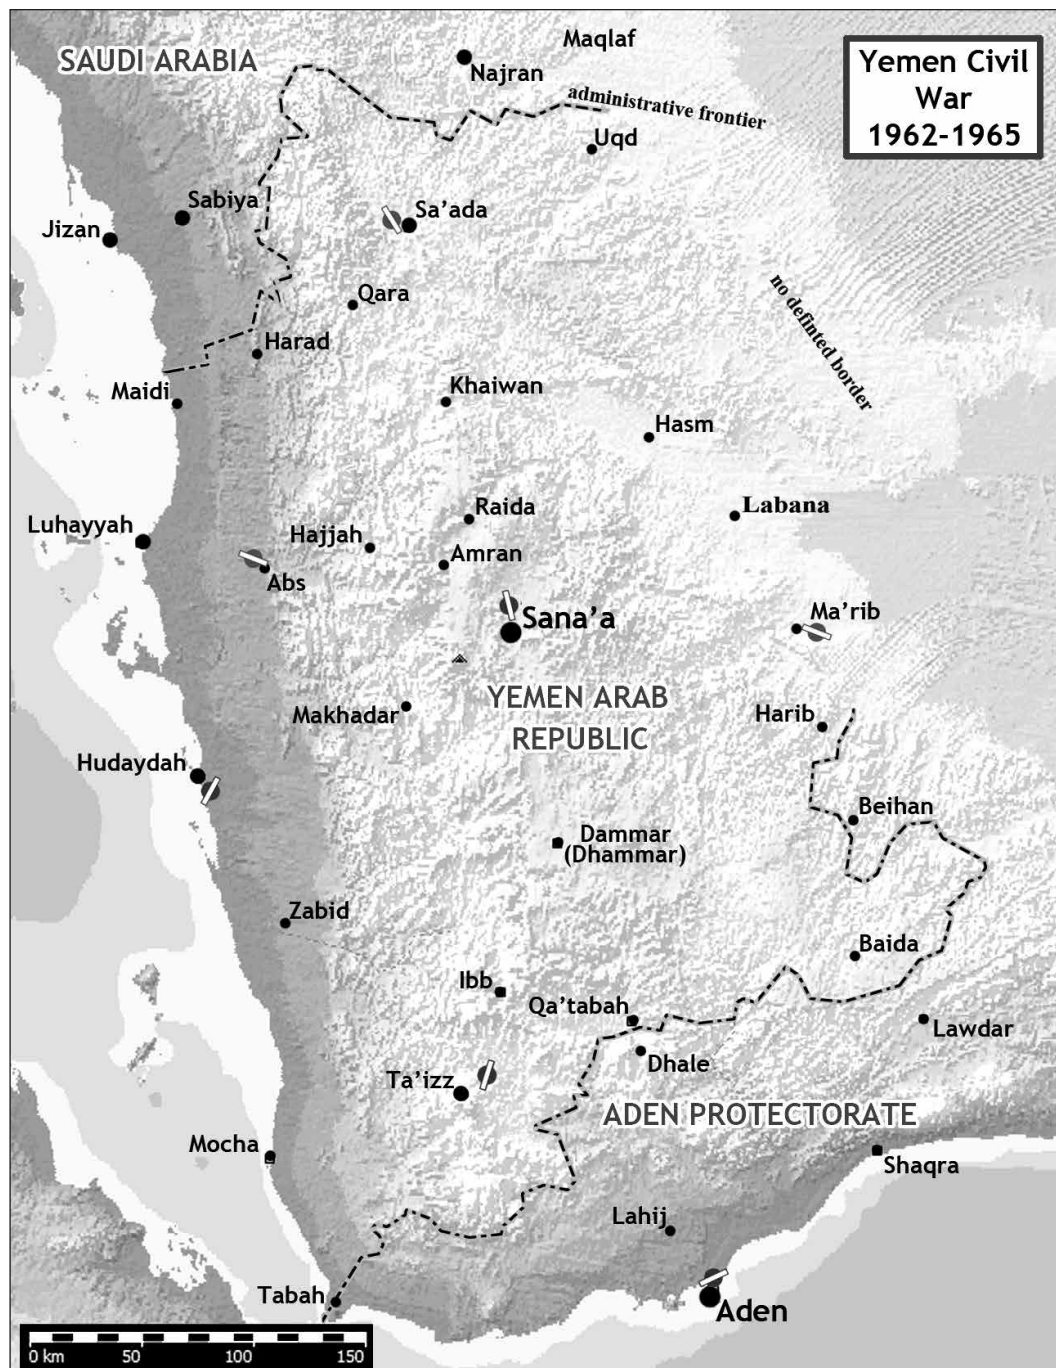 Maqlaf
SAUDI ARABIA
Najran
Yemen Civil
War
1962-1965
administrative frontier
Uqd
Sabiya
Sa'ada
Jizan
no definted border
Qara
Harad
Maidi
Khaiwan
Hasm
Labana
Raida
Luhayyah
Hajjah
Amran
Abs
Ma'rib
Sana'a
YEMEN ARAB
REPUBLIC
Makhadar
Harib
Hudaydah
Beihan
Dammar
(Dhammar)
Zabid
Baida
Ibb
Qa'tabah
Lawdar
Dhale
Ta'izz
ADEN PROTECTORATE
Mocha
Shaqra
Lahij
Tabah
Aden
0 km 50 100 150